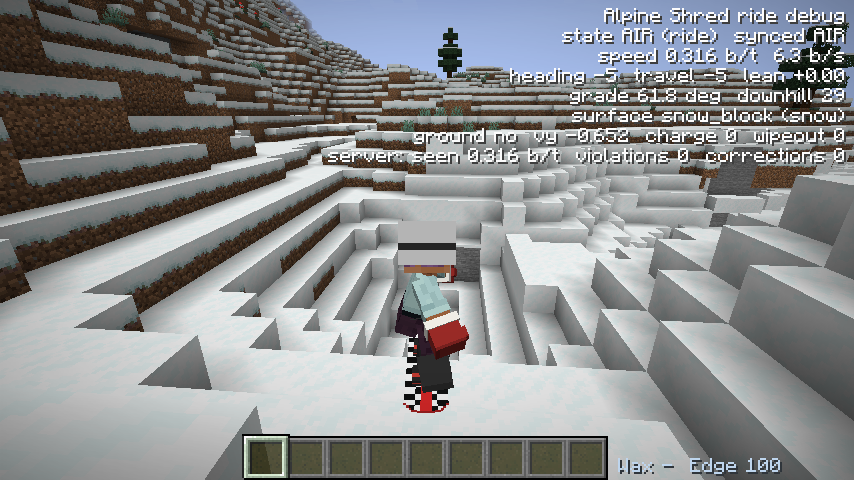 Alpine Shred ride debug
state AIR (ride) synced AIR
speed 0.316 b/t 6.3 b/s
heading -5 travel -5 lean +0.00
grade 61.8 deg downhill 29
surface snow_block (snow)
ground no vy -0.652 charge 0 wipeout 0
server: seen 0.316 b/t violations 0 corrections 0
Wax - Edge 100